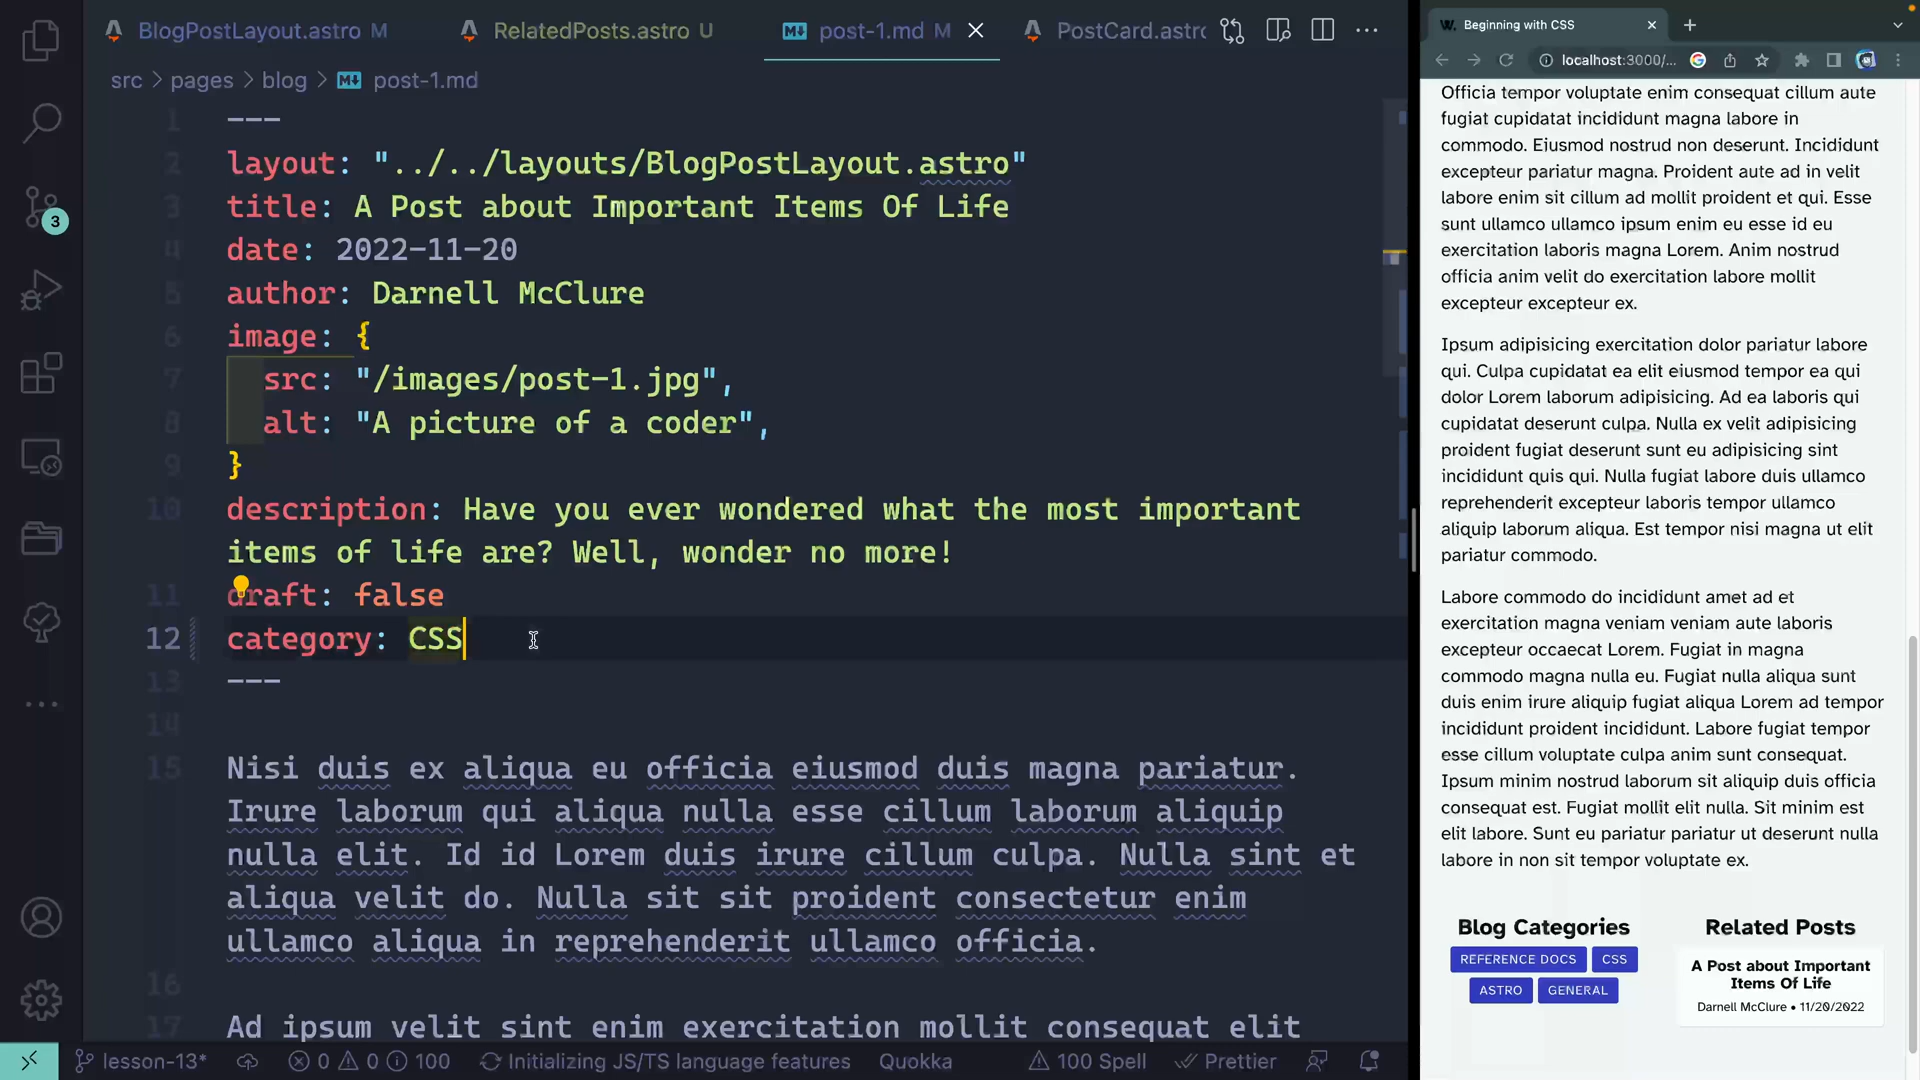 BlogPostLayout.astro M
RelatedPosts.astro U
post-1.md M
PostCard.astro
src > pages > blog > post-1.md
1 ---
2 layout: "../../layouts/BlogPostLayout.astro"
3 title: A Post about Important Items Of Life
4 date: 2022-11-20
5 author: Darnell McClure
6 image: {
7 src: "/images/post-1.jpg",
8 alt: "A picture of a coder",
9 }
10 description: Have you ever wondered what the most important
items of life are? Well, wonder no more!
11 draft: false
12 category: CSS
13 ---
14
15 Nisi duis ex aliqua eu officia eiusmod duis magna pariatur.
Irure laborum qui aliqua nulla esse cillum laborum aliquip
nulla elit. Id id Lorem duis irure cillum culpa. Nulla sint et
aliqua velit do. Nulla sit sit proident consectetur enim
ullamco aliqua in reprehenderit ullamco officia.
16
17 Ad ipsum velit sint enim exercitation mollit consequat elit
3
lesson-13*
0 0 100
Initializing JS/TS language features
Quokka
100 Spell
Prettier
Beginning with CSS
localhost:3000/...
Officia tempor voluptate enim consequat cillum aute
fugiat cupidatat incididunt magna labore in
commodo. Eiusmod nostrud non deserunt. Incididunt
excepteur pariatur magna. Proident aute ad in velit
labore enim sit cillum ad mollit proident et qui. Esse
sunt ullamco ullamco ipsum enim eu esse id eu
exercitation laboris magna Lorem. Anim nostrud
officia anim velit do exercitation labore mollit
excepteur excepteur ex.
Ipsum adipisicing exercitation dolor pariatur labore
qui. Culpa cupidatat ea elit eiusmod tempor ea qui
dolor Lorem laborum adipisicing. Ad ea laboris qui
cupidatat deserunt culpa. Nulla ex velit adipisicing
proident fugiat deserunt sunt eu adipisicing sint
incididunt quis qui. Nulla fugiat labore duis ullamco
reprehenderit excepteur laboris tempor ullamco
aliquip laborum aliqua. Est tempor nisi magna ut elit
pariatur commodo.
Labore commodo do incididunt amet ad et
exercitation magna veniam veniam aute laboris
excepteur occaecat Lorem. Fugiat in magna
commodo magna nulla eu. Fugiat nulla aliqua sunt
duis enim irure aliquip fugiat aliqua Lorem ad tempor
incididunt proident incididunt. Labore fugiat tempor
esse cillum voluptate culpa anim sunt consequat.
Ipsum minim nostrud laborum sit aliquip duis officia
consequat est. Fugiat mollit elit nulla. Sit minim est
elit labore. Sunt eu pariatur pariatur ut deserunt nulla
labore in non sit tempor voluptate ex.
Blog Categories
REFERENCE DOCS CSS
ASTRO GENERAL
Related Posts
A Post about Important
Items Of Life
Darnell McClure • 11/20/2022